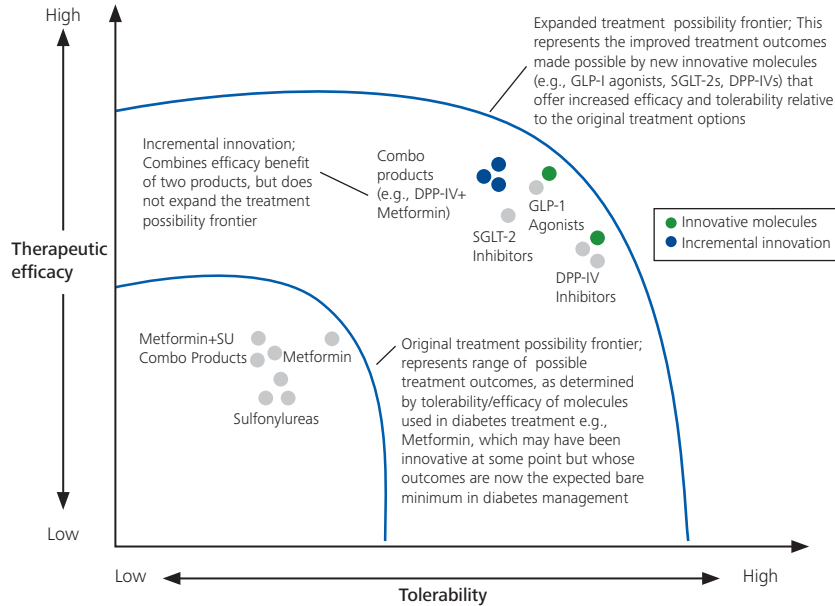 High
Expanded treatment possibility frontier; This
represents the improved treatment outcomes
made possible by new innovative molecules
(e.g., GLP-I agonists, SGLT-2s, DPP-IVs) that
offer increased efficacy and tolerability relative
to the original treatment options
Incremental innovation;
Combines efficacy benefit
of two products, but does
not expand the treatment
possibility frontier
Combo
products
(e.g., DPP-IV+
Metformin)
GLP-1
Agonists
SGLT-2
Inhibitors
DPP-IV
Inhibitors
Innovative molecules
Incremental innovation
Therapeutic
efficacy
Metformin+SU
Combo Products
Metformin
Sulfonylureas
Original treatment possibility frontier;
represents range of possible
treatment outcomes, as determined
by tolerability/efficacy of molecules
used in diabetes treatment e.g.,
Metformin, which may have been
innovative at some point but whose
outcomes are now the expected bare
minimum in diabetes management
Low
Low
High
Tolerability